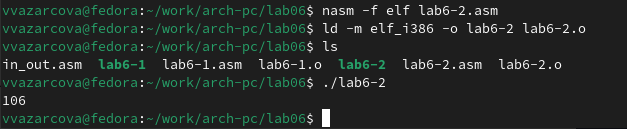 vvazarcova@fedora:~/work/arch-pc/lab06$ nasm -f elf lab6-2.asm
vvazarcova@fedora:~/work/arch-pc/lab06$ ld -m elf_i386 -o lab6-2 lab6-2.o
vvazarcova@fedora:~/work/arch-pc/lab06$ ls
in_out.asm lab6-1 lab6-1.asm lab6-1.o lab6-2 lab6-2.asm lab6-2.o
vvazarcova@fedora:~/work/arch-pc/lab06$ ./lab6-2
106
vvazarcova@fedora:~/work/arch-pc/lab06$